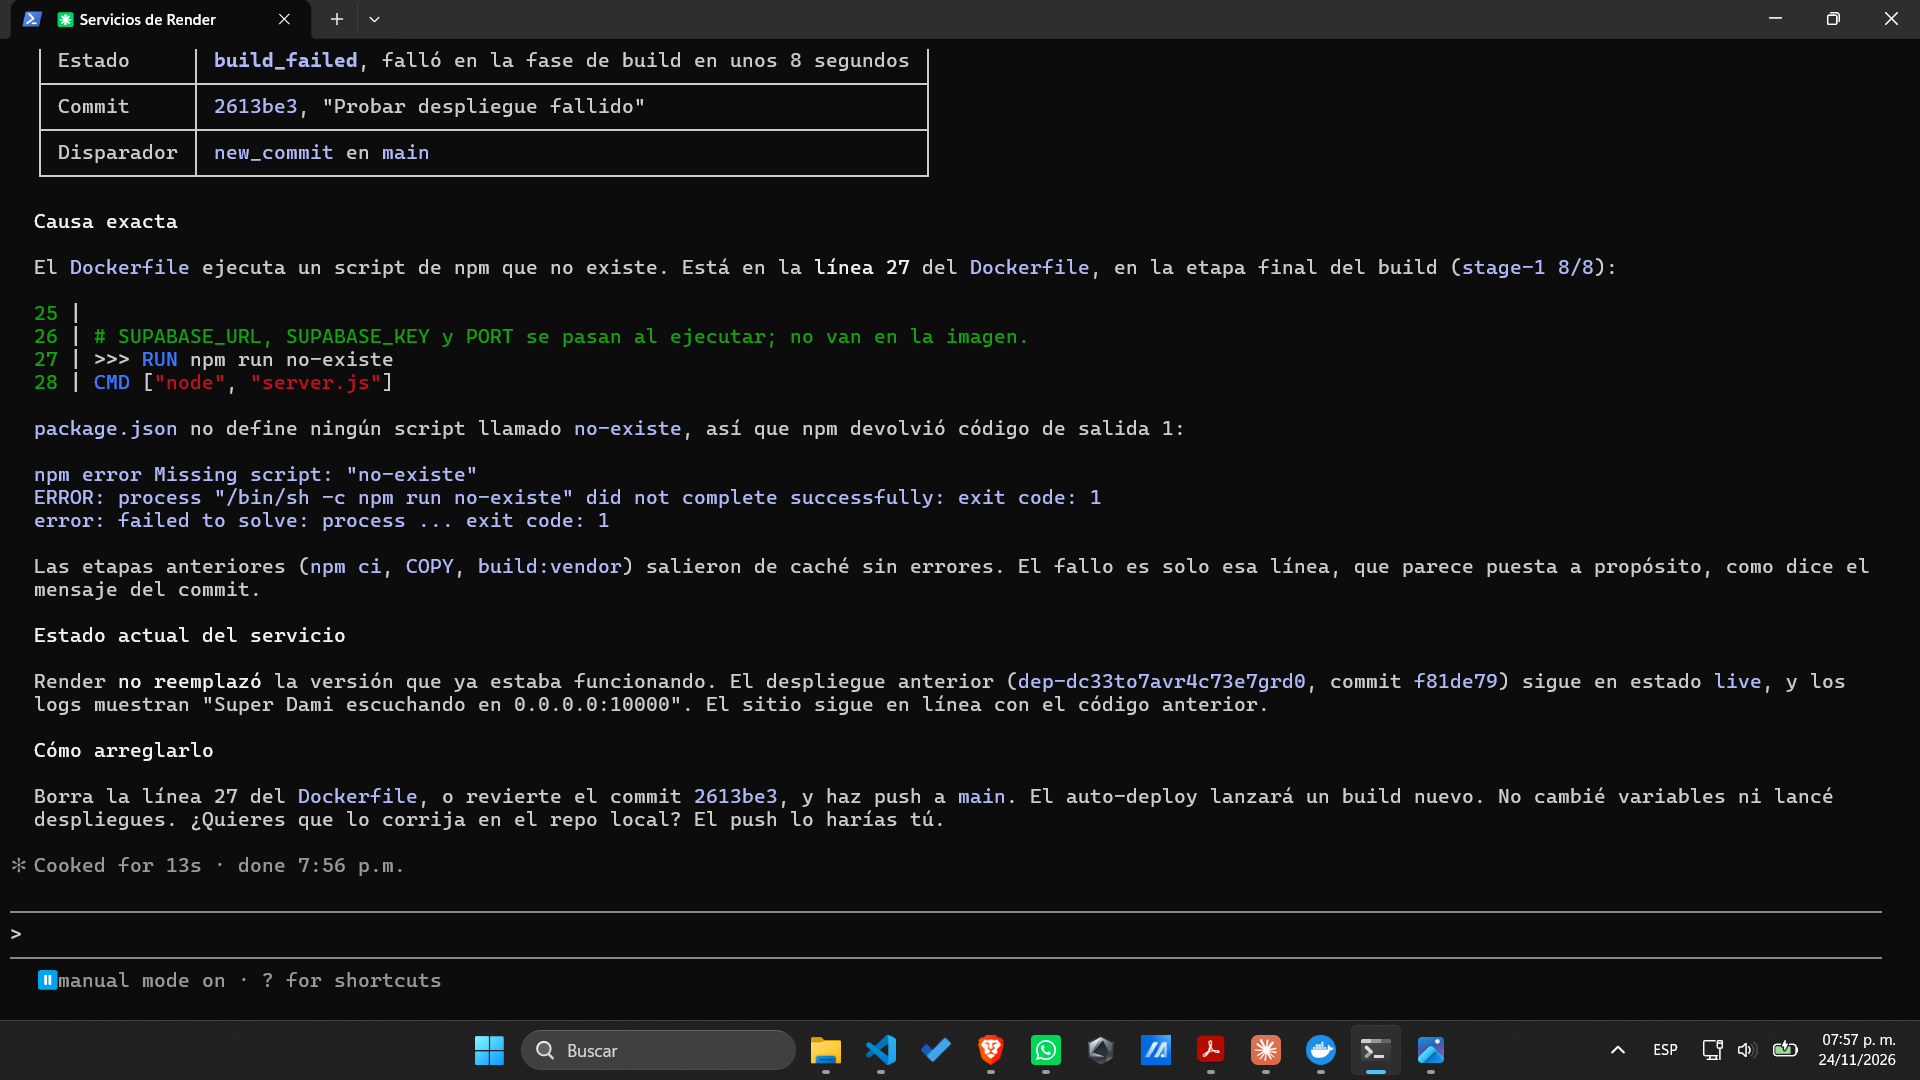 Servicios de Render
Estado build_failed, falló en la fase de build en unos 8 segundos
Commit 2613be3, "Probar despliegue fallido"
Disparador new_commit en main
Causa exacta
El Dockerfile ejecuta un script de npm que no existe. Está en la línea 27 del Dockerfile, en la etapa final del build (stage-1 8/8):
25 |
26 | # SUPABASE_URL, SUPABASE_KEY y PORT se pasan al ejecutar; no van en la imagen.
27 | >>> RUN npm run no-existe
28 | CMD ["node", "server.js"]
package.json no define ningún script llamado no-existe, así que npm devolvió código de salida 1:
npm error Missing script: "no-existe"
ERROR: process "/bin/sh -c npm run no-existe" did not complete successfully: exit code: 1
error: failed to solve: process ... exit code: 1
Las etapas anteriores (npm ci, COPY, build:vendor) salieron de caché sin errores. El fallo es solo esa línea, que parece puesta a propósito, como dice el
mensaje del commit.
Estado actual del servicio
Render no reemplazó la versión que ya estaba funcionando. El despliegue anterior (dep-dc33to7avr4c73e7grd0, commit f81de79) sigue en estado live, y los
logs muestran "Super Dami escuchando en 0.0.0.0:10000". El sitio sigue en línea con el código anterior.
Cómo arreglarlo
Borra la línea 27 del Dockerfile, o revierte el commit 2613be3, y haz push a main. El auto-deploy lanzará un build nuevo. No cambié variables ni lancé
despliegues. ¿Quieres que lo corrija en el repo local? El push lo harías tú.
✻ Cooked for 13s · done 7:56 p.m.
>
manual mode on · ? for shortcuts
Buscar
ESP
07:57 p. m.
24/11/2026